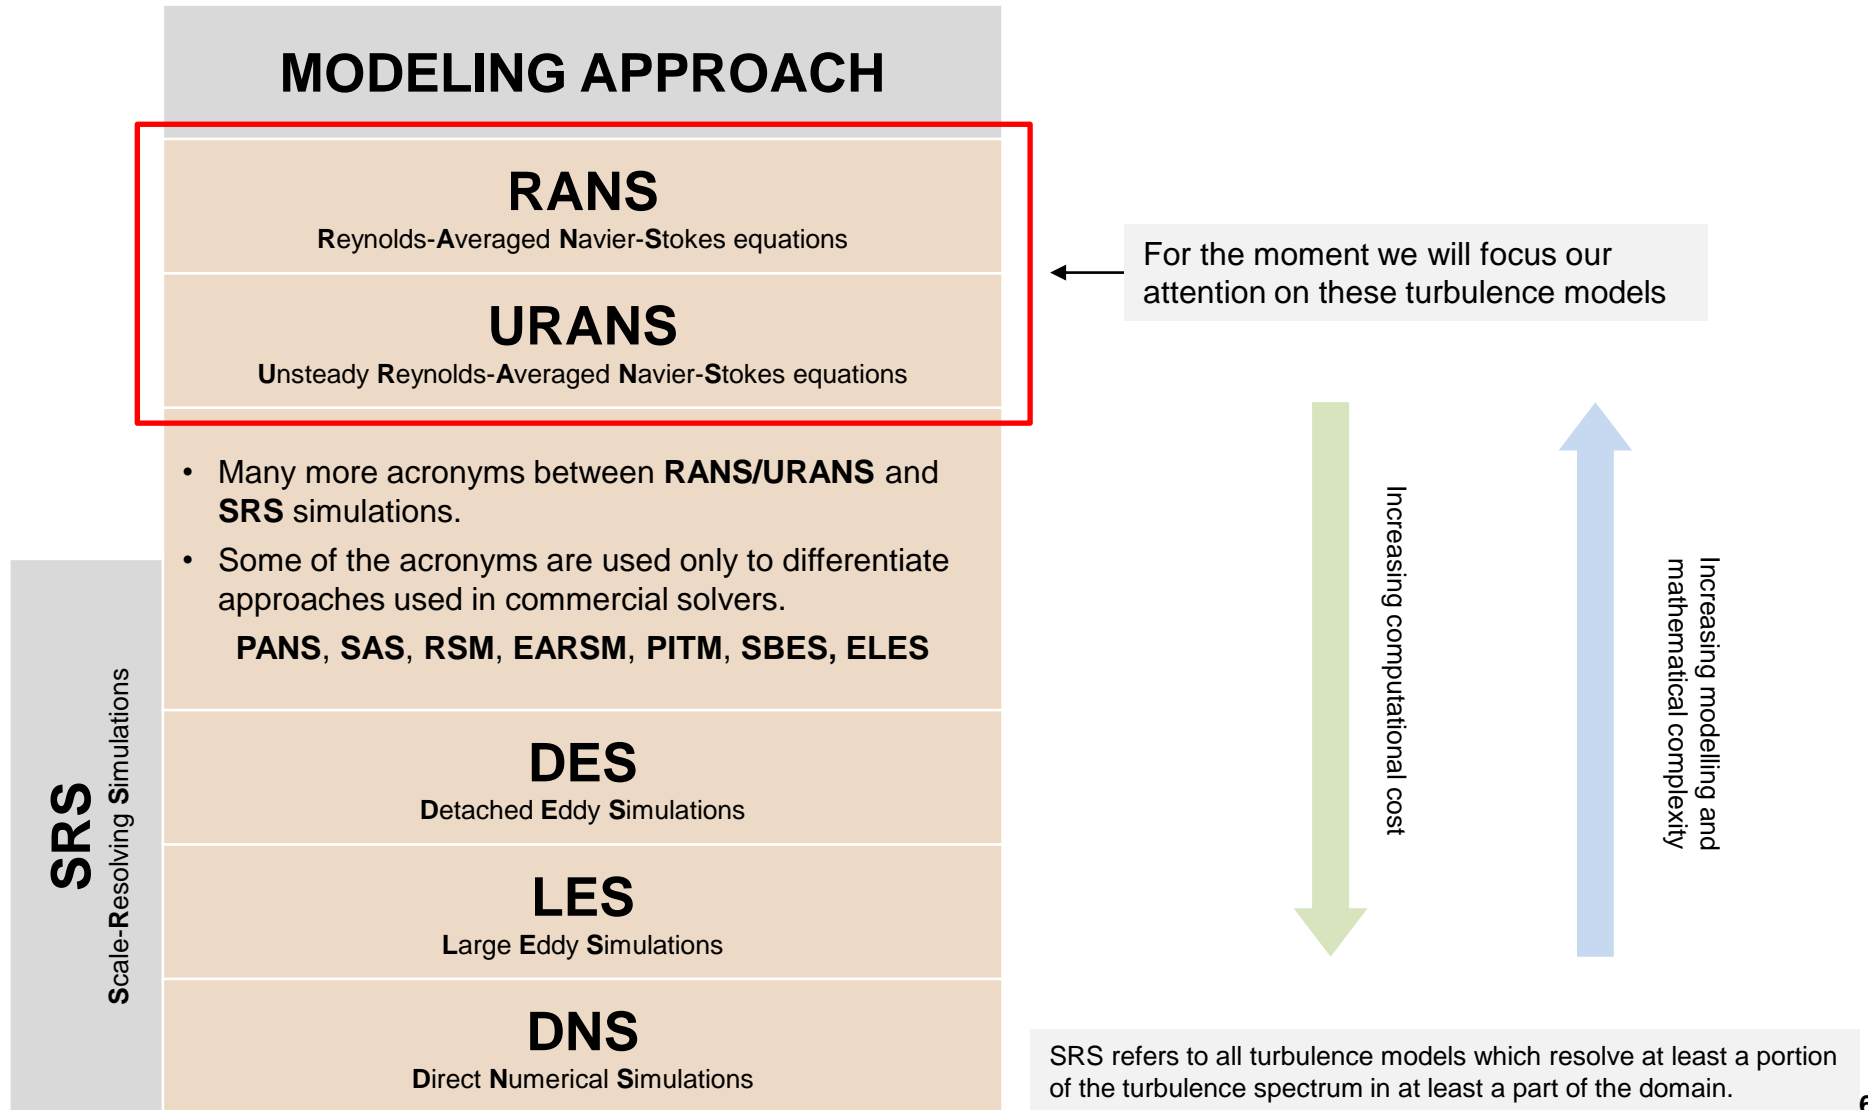 MODELING APPROACH
RANS
Reynolds-Averaged Navier-Stokes equations
URANS
Unsteady Reynolds-Averaged Navier-Stokes equations
• Many more acronyms between RANS/URANS and
SRS simulations.
• Some of the acronyms are used only to differentiate
approaches used in commercial solvers.
PANS, SAS, RSM, EARSM, PITM, SBES, ELES
DES
Detached Eddy Simulations
LES
Large Eddy Simulations
DNS
Direct Numerical Simulations
SRS
Scale-Resolving Simulations
For the moment we will focus our
attention on these turbulence models
Increasing computational cost
Increasing modelling and
mathematical complexity
SRS refers to all turbulence models which resolve at least a portion
of the turbulence spectrum in at least a part of the domain.